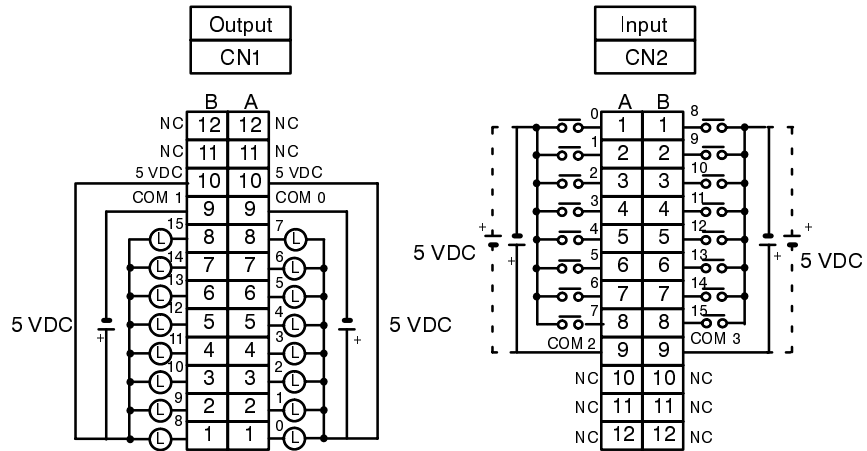 Output Input
CN1 CN2
B A A B
NC 12 12 NC 0 1 1 8
NC 11 11 NC 1 2 2 9
5 VDC 10 10 5 VDC 2 3 3 10
COM 1 9 9 COM 0 3 4 4 11
15 L 8 8 L 7 4 5 5 12
14 L 7 7 L 6 5 6 6 13
13 L 6 6 L 5 6 7 7 14
12 L 5 5 L 4 7 8 8 15
11 L 4 4 L 3 COM 2 9 9 COM 3
10 L 3 3 L 2 NC 10 10 NC
9 L 2 2 L 1 NC 11 11 NC
8 L 1 1 L 0 NC 12 12 NC
5 VDC + + 5 VDC
5 VDC + + + + 5 VDC